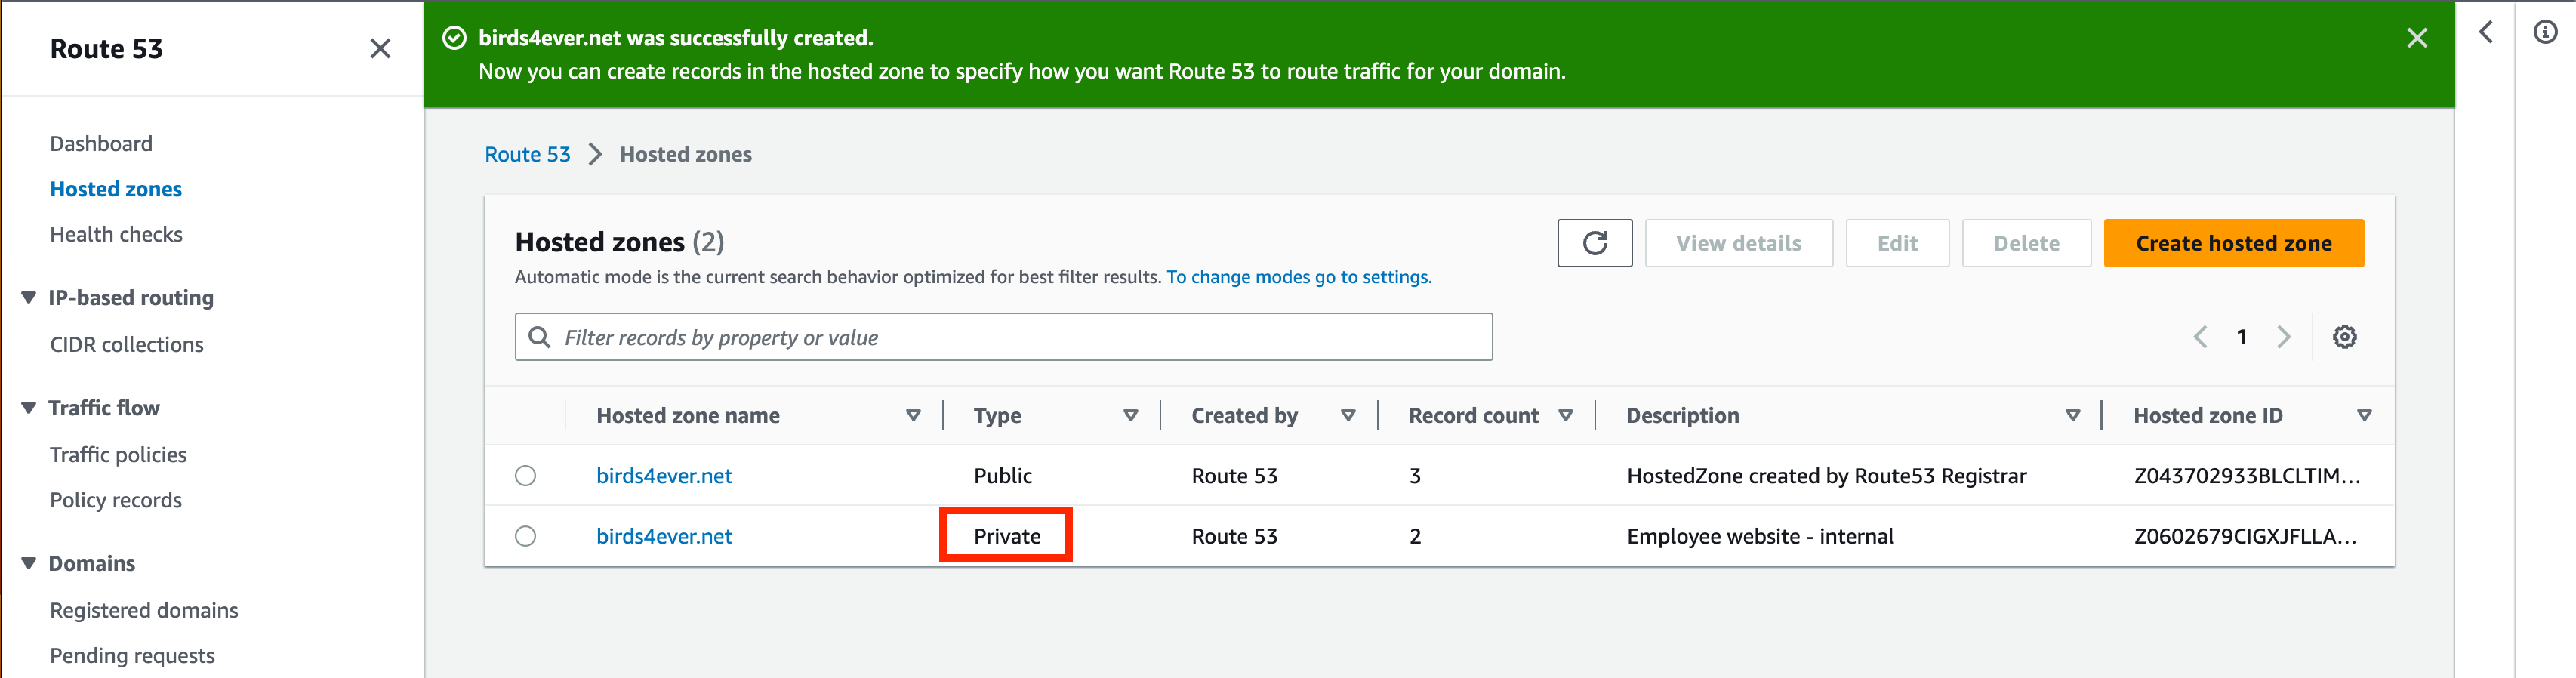 Route 53
birds4ever.net was successfully created.
Now you can create records in the hosted zone to specify how you want Route 53 to route traffic for your domain.
Dashboard
Hosted zones
Health checks
IP-based routing
CIDR collections
Traffic flow
Traffic policies
Policy records
Domains
Registered domains
Pending requests
Route 53 > Hosted zones
Hosted zones (2)
Automatic mode is the current search behavior optimized for best filter results. To change modes go to settings.
View details Edit Delete Create hosted zone
Filter records by property or value
1
Hosted zone name Type Created by Record count Description Hosted zone ID
birds4ever.net Public Route 53 3 HostedZone created by Route53 Registrar Z043702933BLCLTIM...
birds4ever.net Private Route 53 2 Employee website - internal Z0602679CIGXJFLLA...